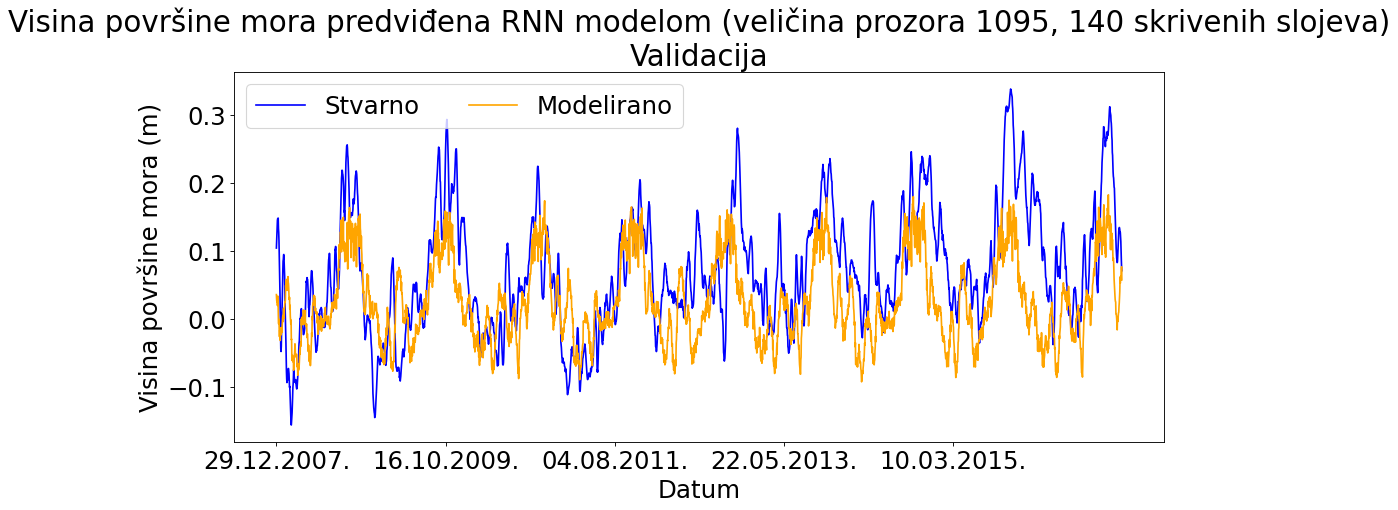 Visina površine mora predviđena RNN modelom (veličina prozora 1095, 140 skrivenih slojeva)
Validacija
Stvarno
Modelirano
Visina površine mora (m)
0.3
0.2
0.1
0.0
−0.1
29.12.2007.
16.10.2009.
04.08.2011.
22.05.2013.
10.03.2015.
Datum